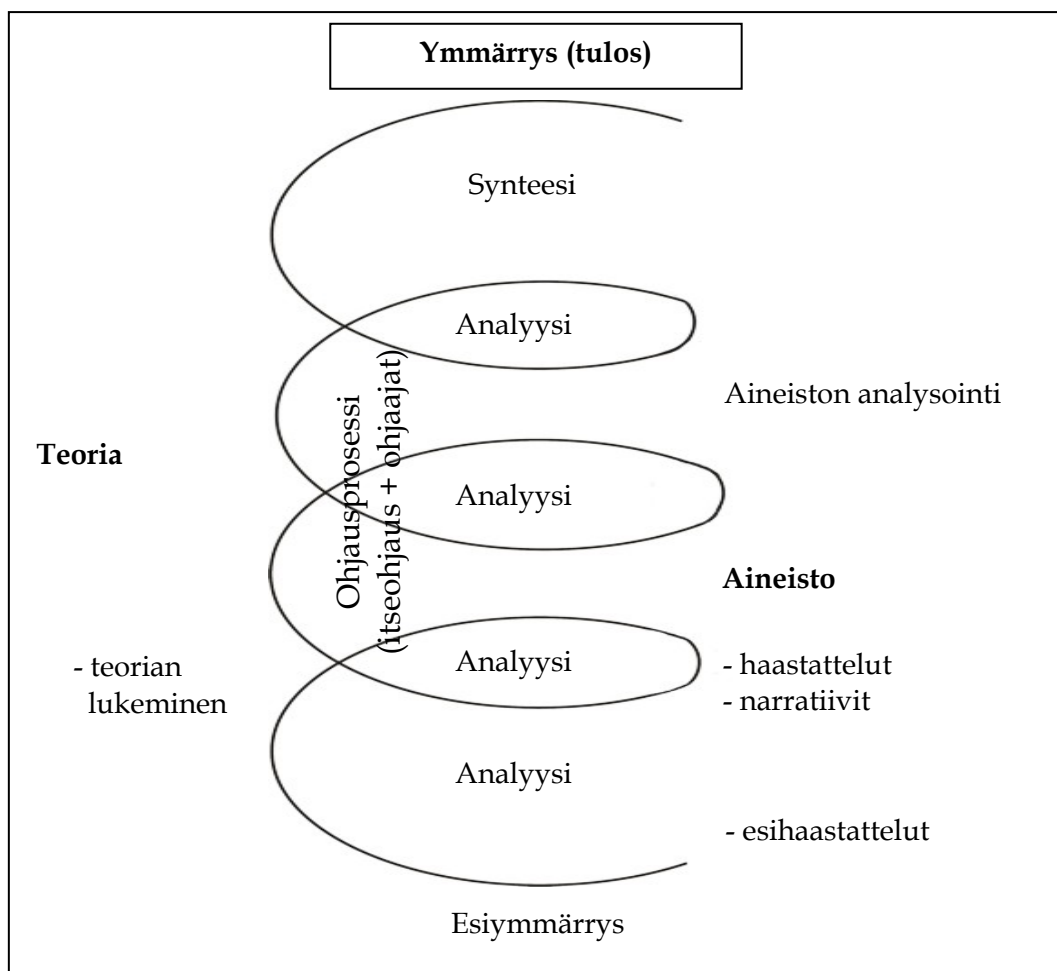 Ymmärrys (tulos)
Synteesi
Analyysi
Aineiston analysointi
Teoria
Ohjausprosessi
(itseohjaus + ohjaajat)
Analyysi
Aineisto
- teorian
lukeminen
Analyysi
- haastattelut
- narratiivit
Analyysi
- esihaastattelut
Esiymmärrys